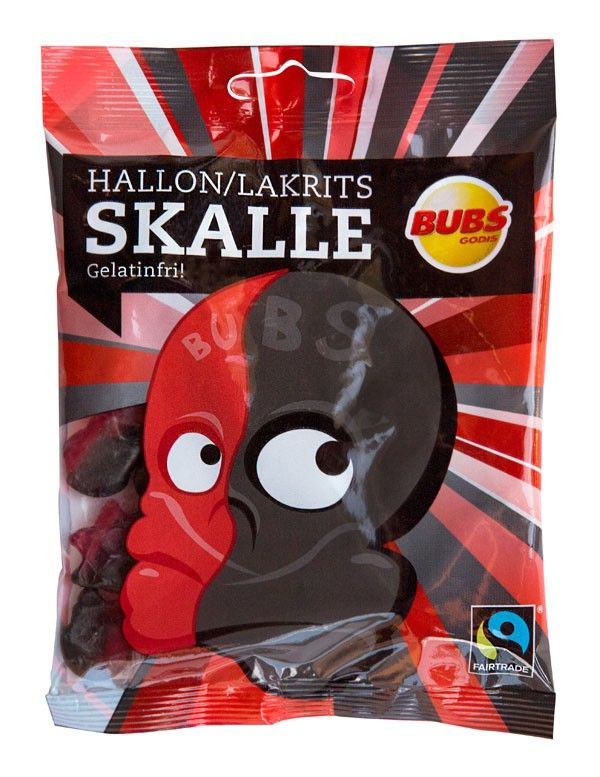 HALLON/LAKRITS
SKALLE
Gelatinfri!
BUBS
GODIS
BUBS
FAIRTRADE
®